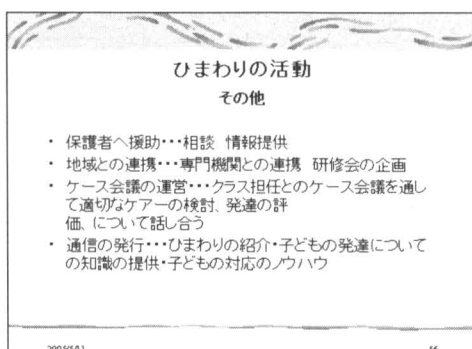 ひまわりの活動
その他
・ 保護者へ援助・・・相談 情報提供
・ 地域との連携・・・専門機関との連携 研修会の企画
・ ケース会議の運営・・・クラス担任とのケース会議を通し
て適切なケアーの検討、発達の評
価、について話し合う
・ 通信の発行・・・ひまわりの紹介・子どもの発達について
の知識の提供・子どもの対応のノウハウ